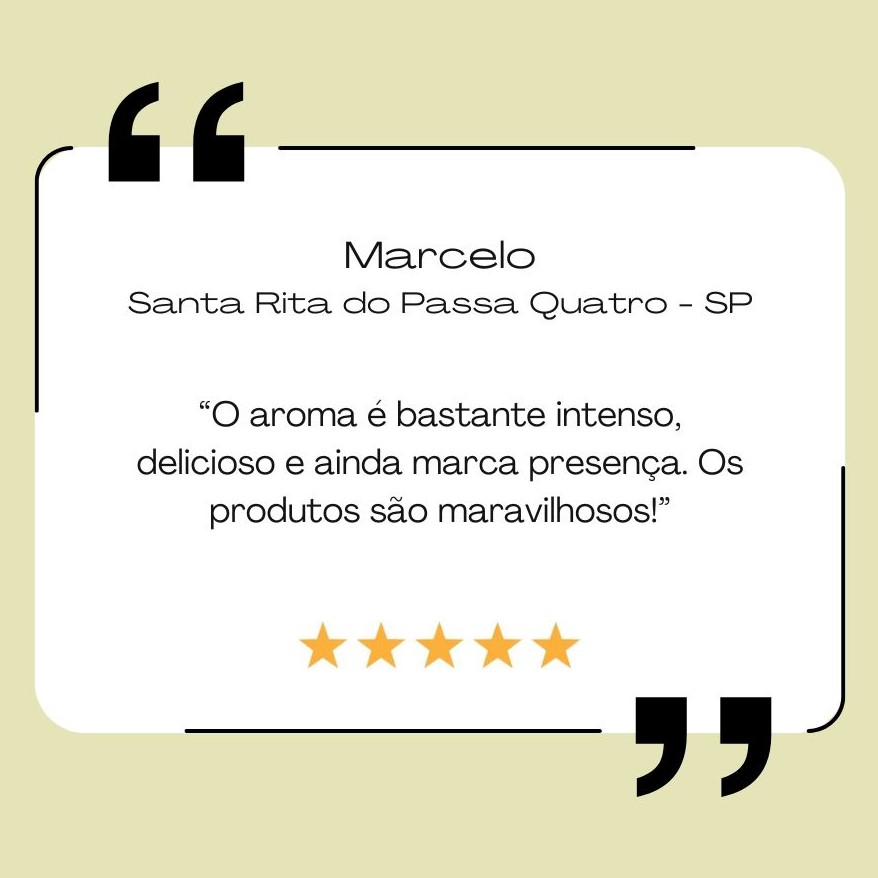 Marcelo
Santa Rita do Passa Quatro - SP
“O aroma é bastante intenso,
delicioso e ainda marca presença. Os
produtos são maravilhosos!”